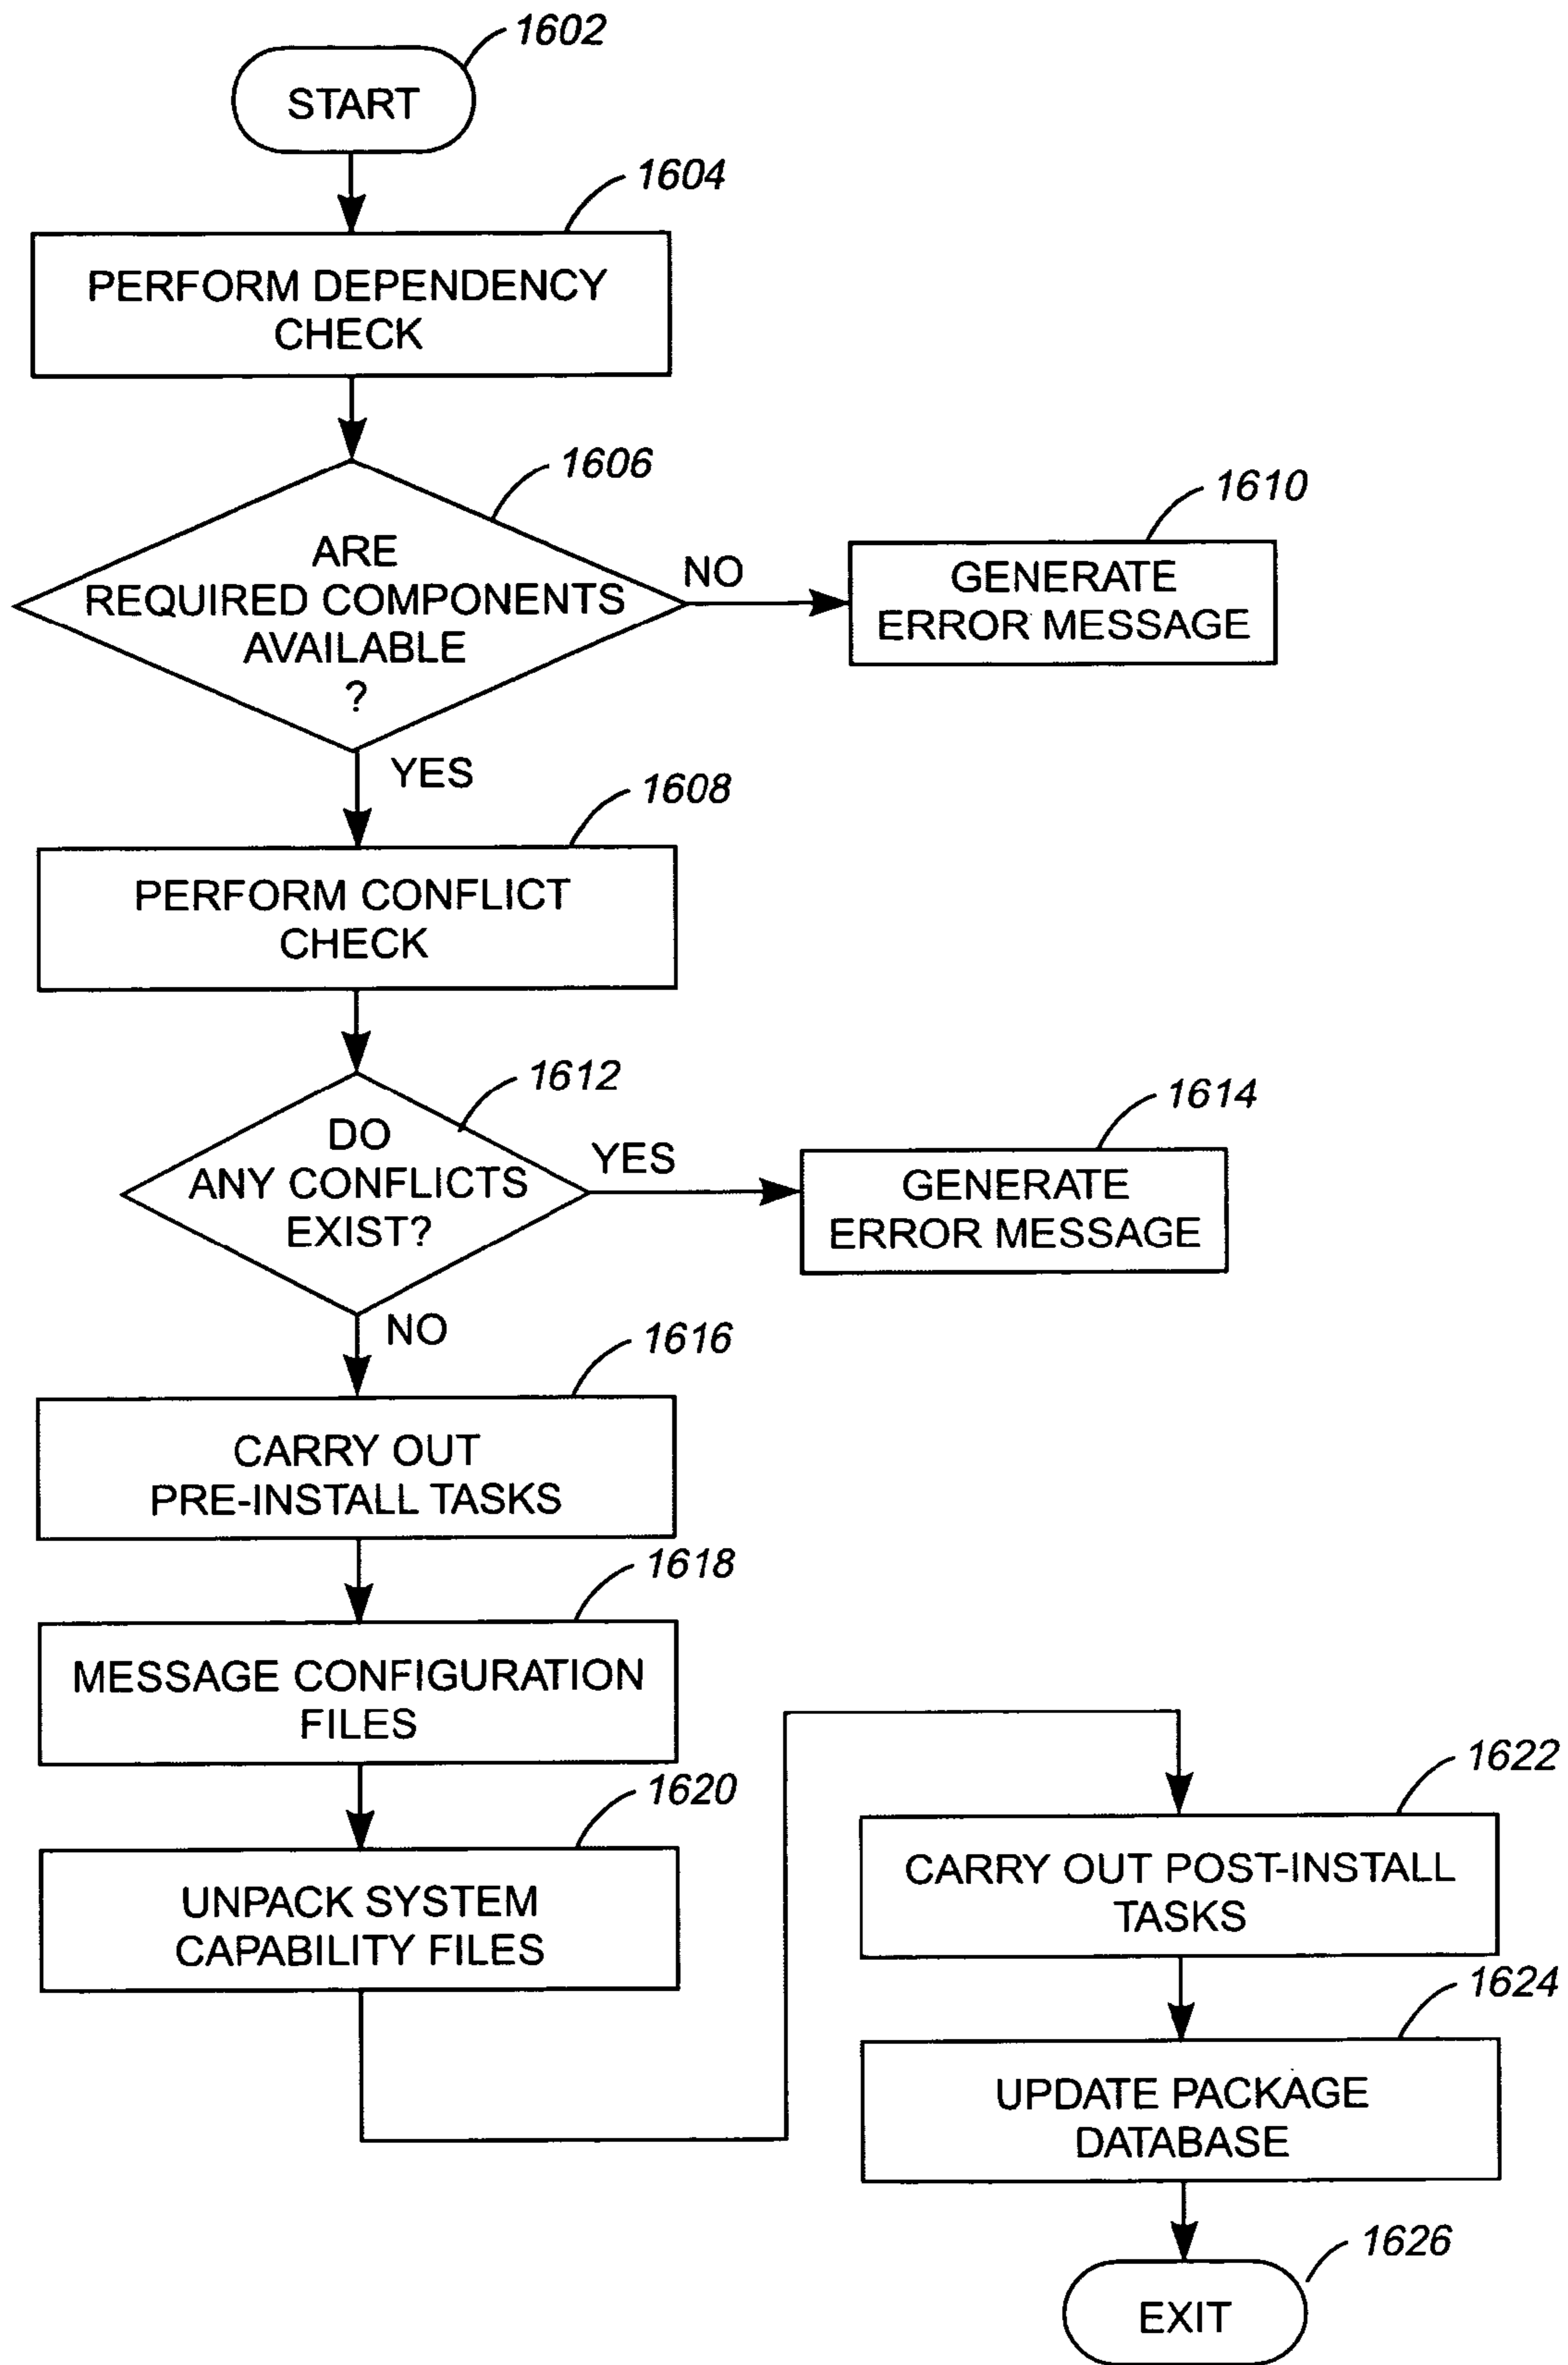 1602
START
1604
PERFORM DEPENDENCY
CHECK
1606
ARE
REQUIRED COMPONENTS
AVAILABLE
?
NO
1610
GENERATE
ERROR MESSAGE
YES
1608
PERFORM CONFLICT
CHECK
1612
DO
ANY CONFLICTS
EXIST?
YES
1614
GENERATE
ERROR MESSAGE
NO
1616
CARRY OUT
PRE-INSTALL TASKS
1618
MESSAGE CONFIGURATION
FILES
1620
UNPACK SYSTEM
CAPABILITY FILES
1622
CARRY OUT POST-INSTALL
TASKS
1624
UPDATE PACKAGE
DATABASE
1626
EXIT